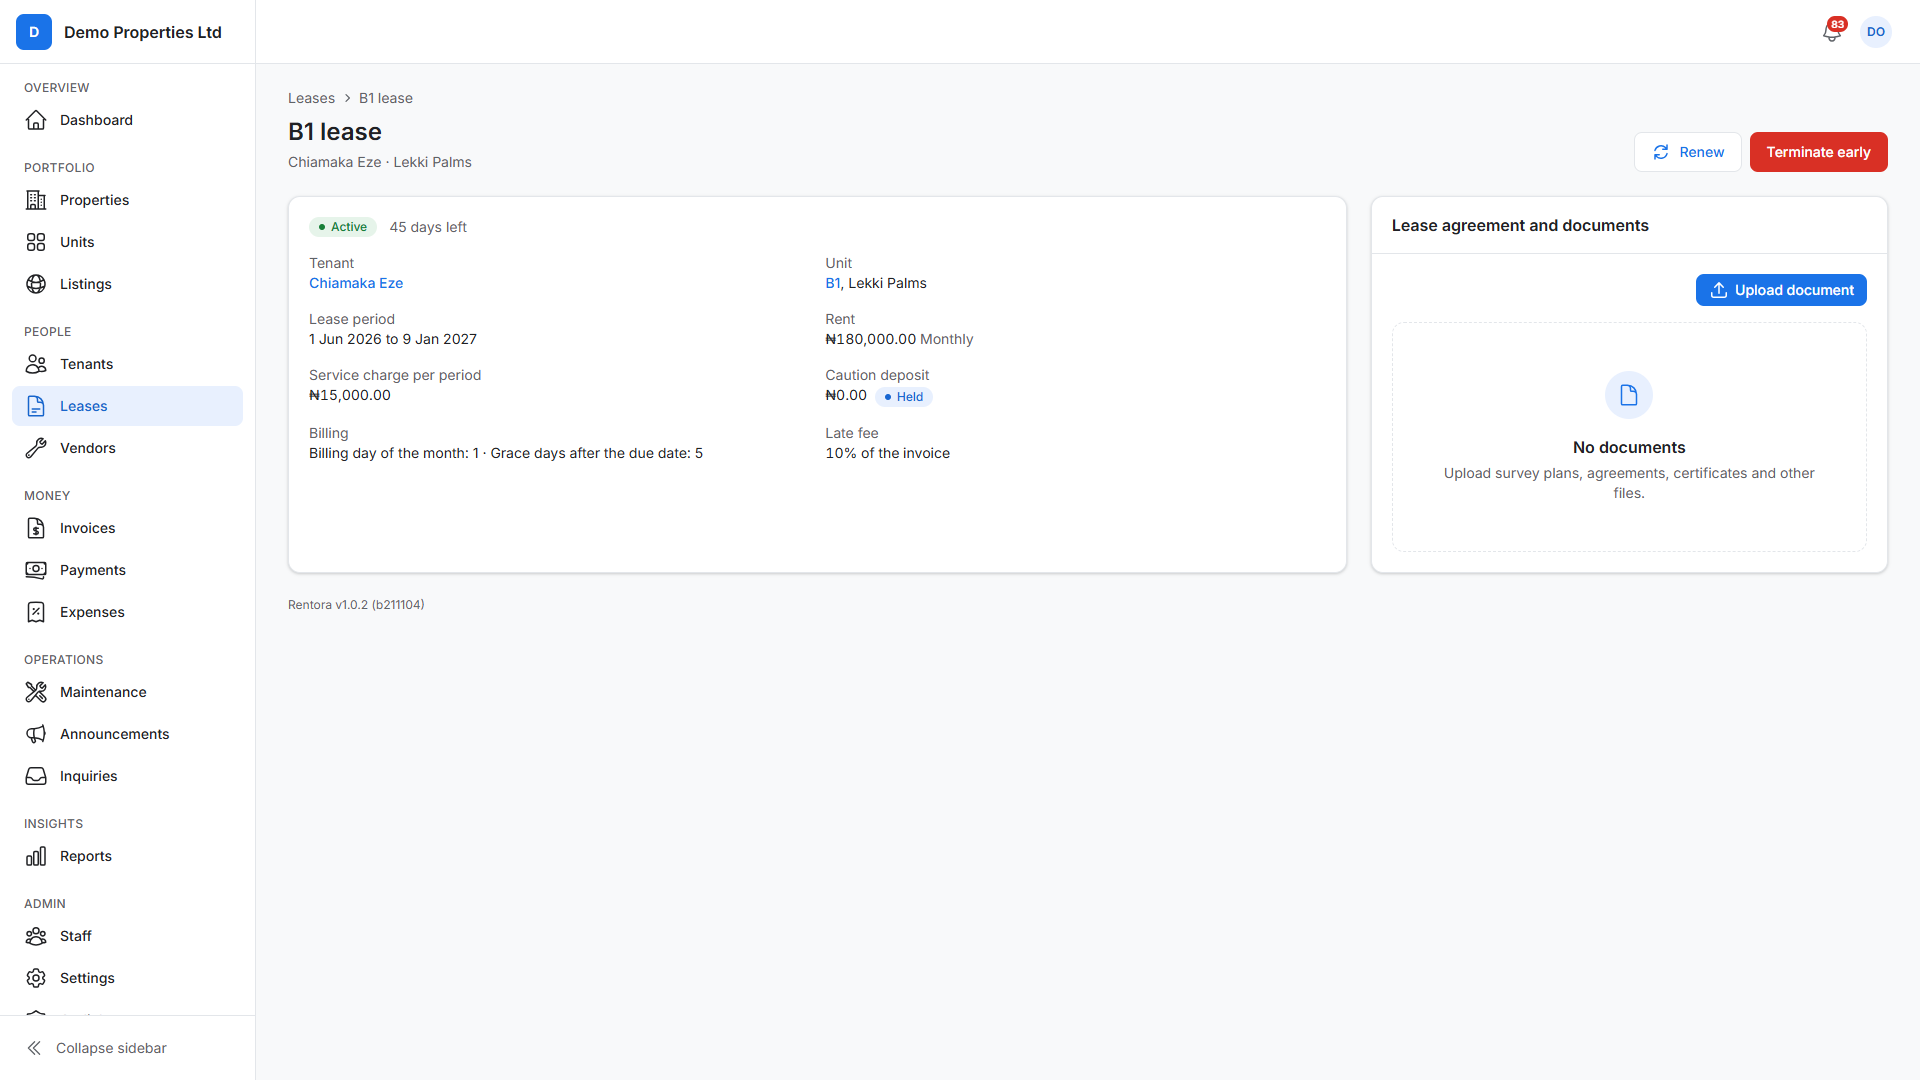 D
Demo Properties Ltd
83
DO
OVERVIEW
Dashboard
PORTFOLIO
Properties
Units
Listings
PEOPLE
Tenants
Leases
Vendors
MONEY
Invoices
Payments
Expenses
OPERATIONS
Maintenance
Announcements
Inquiries
INSIGHTS
Reports
ADMIN
Staff
Settings
Collapse sidebar
Leases > B1 lease
B1 lease
Chiamaka Eze · Lekki Palms
Renew
Terminate early
Active 45 days left
Tenant
Chiamaka Eze
Unit
B1, Lekki Palms
Lease period
1 Jun 2026 to 9 Jan 2027
Rent
₦180,000.00 Monthly
Service charge per period
₦15,000.00
Caution deposit
₦0.00 Held
Billing
Billing day of the month: 1 · Grace days after the due date: 5
Late fee
10% of the invoice
Lease agreement and documents
Upload document
No documents
Upload survey plans, agreements, certificates and other
files.
Rentora v1.0.2 (b211104)